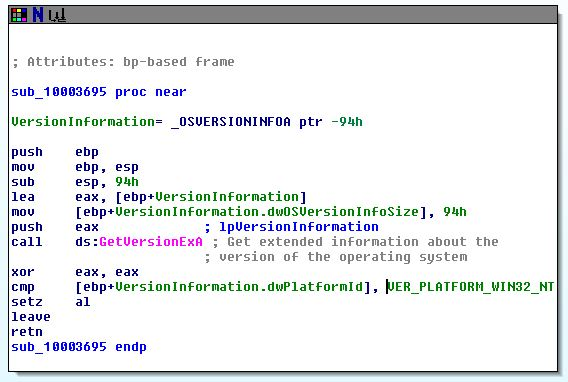 ; Attributes: bp-based frame
sub_10003695 proc near
VersionInformation= _OSVERSIONINFOA ptr -94h
push ebp
mov ebp, esp
sub esp, 94h
lea eax, [ebp+VersionInformation]
mov [ebp+VersionInformation.dwOSVersionInfoSize], 94h
push eax ; lpVersionInformation
call ds:GetVersionExA ; Get extended information about the
; version of the operating system
xor eax, eax
cmp [ebp+VersionInformation.dwPlatformId], VER_PLATFORM_WIN32_NT
setz al
leave
retn
sub_10003695 endp